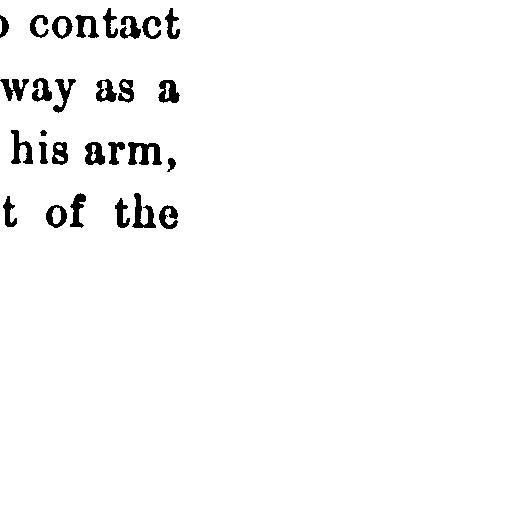 contact
way as a
his arm,
t of the